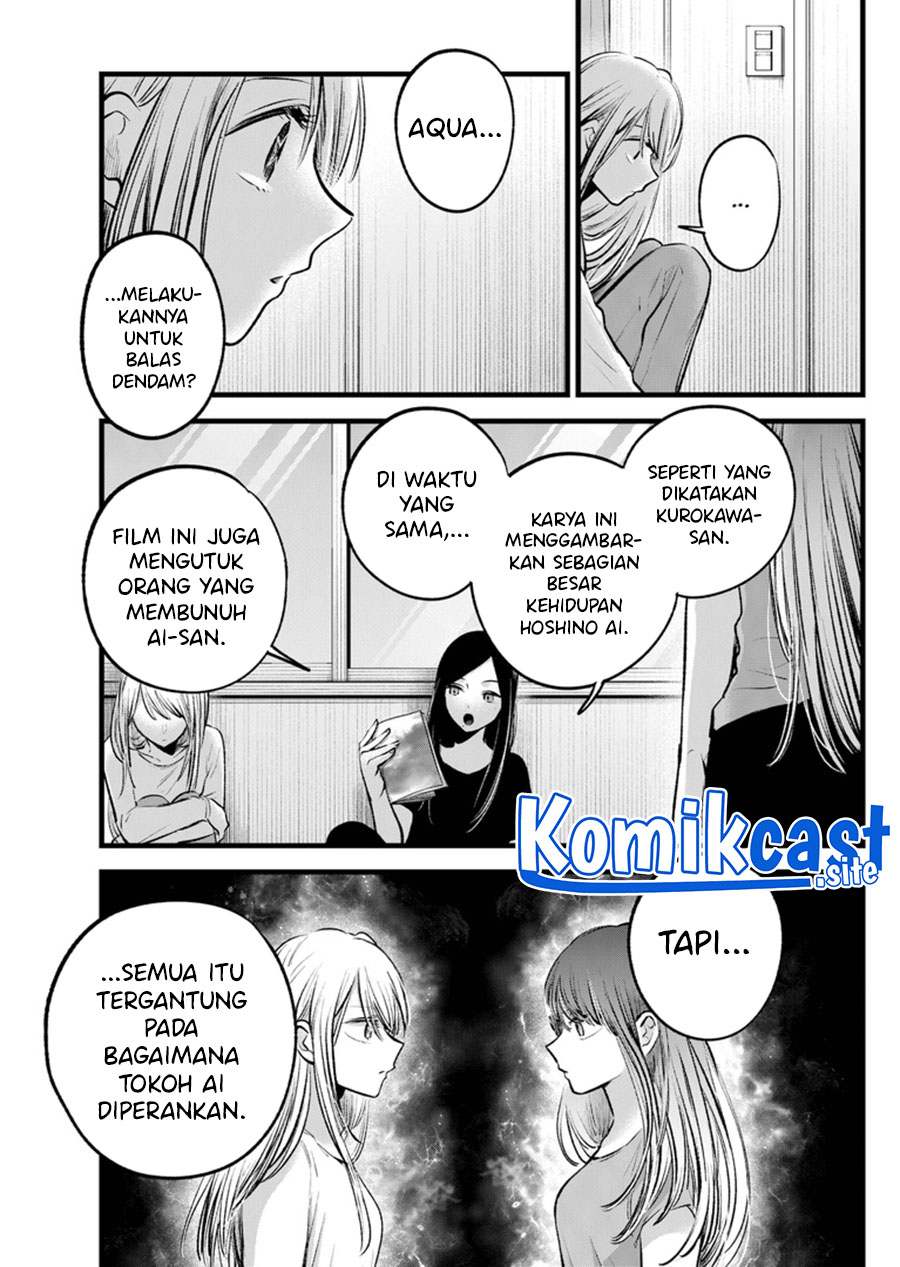 ...
AQUA...
...MELAKU-
KANNYA
UNTUK
BALAS
DENDAM?
SEPERTI YANG
DIKATAKAN
KUROKAWA-
SAN.
KARYA INI
MENGGAMBAR-
KAN SEBAGIAN
BESAR
KEHIDUPAN
HOSHINO AI.
DI WAKTU
YANG
SAMA,...
FILM INI JUGA
MENGUTUK
ORANG YANG
MEMBUNUH
AI-SAN.
Komikcast
.site
TAPI...
...SEMUA ITU
TERGANTUNG
PADA
BAGAIMANA
TOKOH AI
DIPERANKAN.